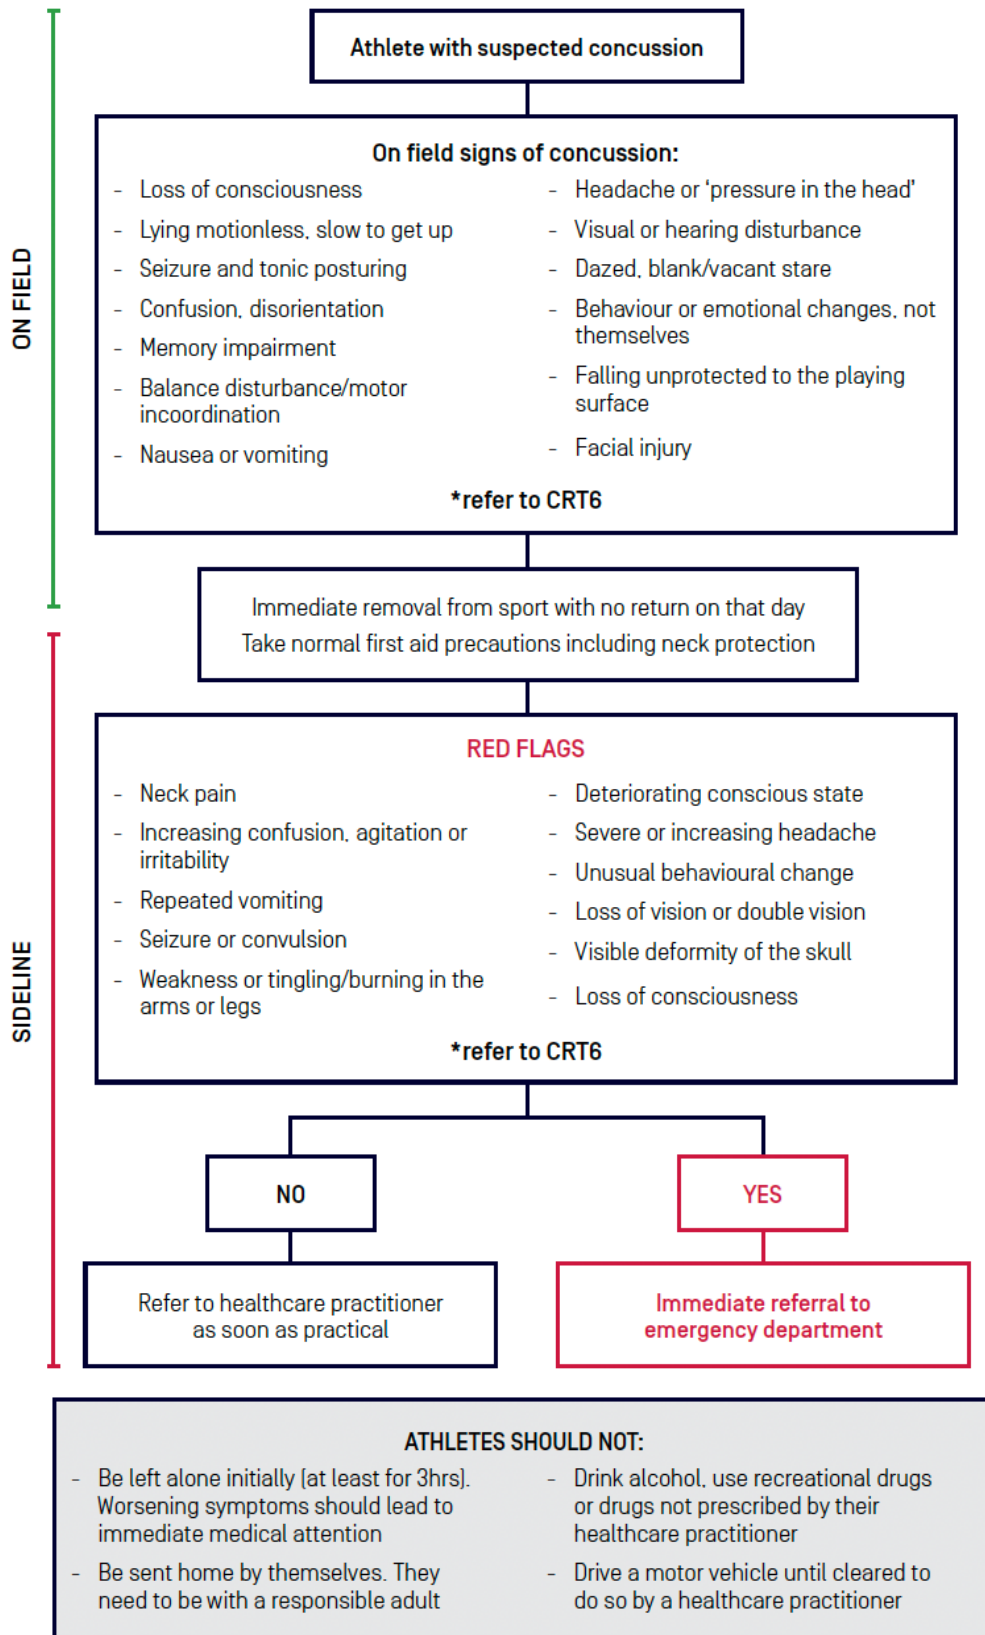 Athlete with suspected concussion
ON FIELD
On field signs of concussion:
- Loss of consciousness
- Lying motionless, slow to get up
- Seizure and tonic posturing
- Confusion, disorientation
- Memory impairment
- Balance disturbance/motor
incoordination
- Nausea or vomiting
- Headache or ‘pressure in the head’
- Visual or hearing disturbance
- Dazed, blank/vacant stare
- Behaviour or emotional changes, not
themselves
- Falling unprotected to the playing
surface
- Facial injury
*refer to CRT6
Immediate removal from sport with no return on that day
Take normal first aid precautions including neck protection
SIDELINE
RED FLAGS
- Neck pain
- Increasing confusion, agitation or
irritability
- Repeated vomiting
- Seizure or convulsion
- Weakness or tingling/burning in the
arms or legs
- Deteriorating conscious state
- Severe or increasing headache
- Unusual behavioural change
- Loss of vision or double vision
- Visible deformity of the skull
- Loss of consciousness
*refer to CRT6
NO
YES
Refer to healthcare practitioner
as soon as practical
Immediate referral to
emergency department
ATHLETES SHOULD NOT:
- Be left alone initially (at least for 3hrs).
Worsening symptoms should lead to
immediate medical attention
- Be sent home by themselves. They
need to be with a responsible adult
- Drink alcohol, use recreational drugs
or drugs not prescribed by their
healthcare practitioner
- Drive a motor vehicle until cleared to
do so by a healthcare practitioner